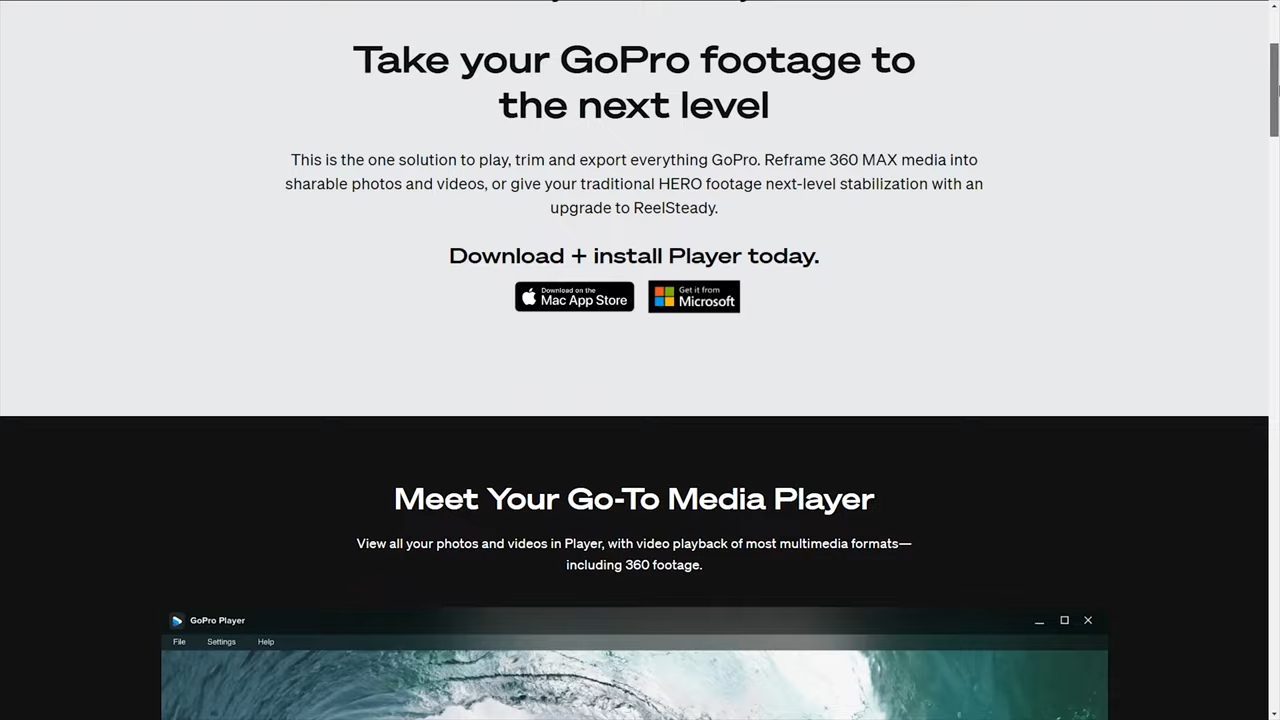 Take your GoPro footage to
the next level
This is the one solution to play, trim and export everything GoPro. Reframe 360 MAX media into
sharable photos and videos, or give your traditional HERO footage next-level stabilization with an
upgrade to ReelSteady.
Download + install Player today.
Download on the
Mac App Store
Get it from
Microsoft
Meet Your Go-To Media Player
View all your photos and videos in Player, with video playback of most multimedia formats—
including 360 footage.
GoPro Player
File Settings Help